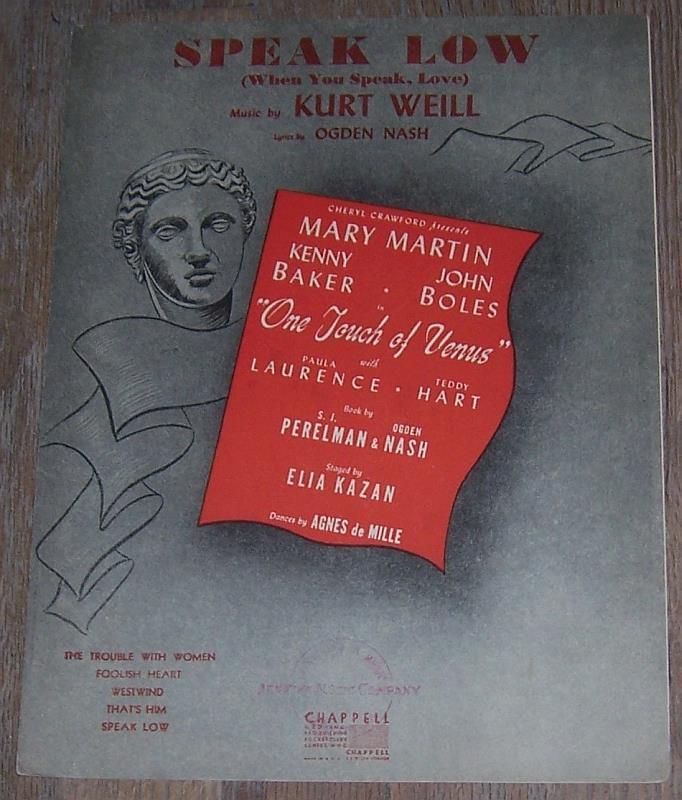 SPEAK LOW
(When You Speak, Love)
Music by KURT WEILL
Lyrics by OGDEN NASH
CHERYL CRAWFORD Presents
MARY MARTIN
KENNY BAKER • JOHN BOLES
in
"One Touch of Venus"
with
PAULA LAURENCE • TEDDY HART
Book by
S. J. PERELMAN & OGDEN NASH
Staged by
ELIA KAZAN
Dances by AGNES de MILLE
THE TROUBLE WITH WOMEN
FOOLISH HEART
WESTWIND
THAT'S HIM
SPEAK LOW
MUSIC COMPANY
CHAPPELL
CHAPPELL